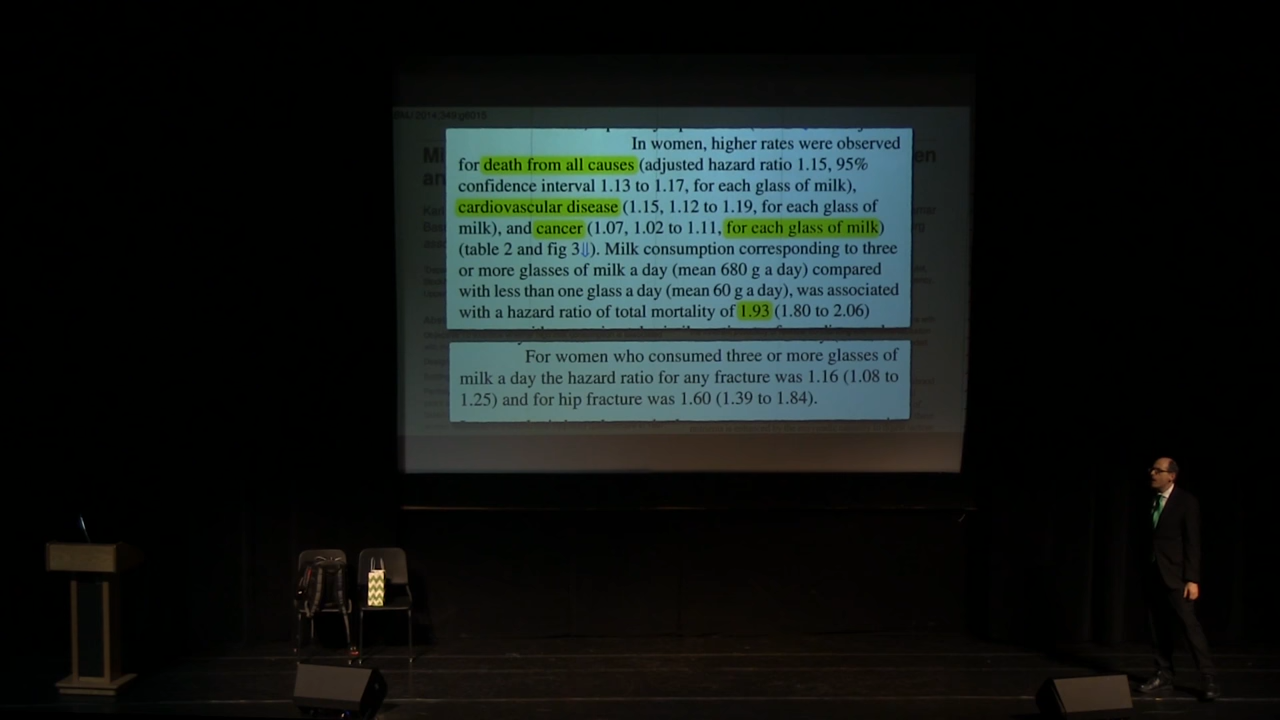 BMJ 2014;349:g6015
In women, higher rates were observed
for death from all causes (adjusted hazard ratio 1.15, 95%
confidence interval 1.13 to 1.17, for each glass of milk),
cardiovascular disease (1.15, 1.12 to 1.19, for each glass of
milk), and cancer (1.07, 1.02 to 1.11, for each glass of milk)
(table 2 and fig 3⇓). Milk consumption corresponding to three
or more glasses of milk a day (mean 680 g a day) compared
with less than one glass a day (mean 60 g a day), was associated
with a hazard ratio of total mortality of 1.93 (1.80 to 2.06)
For women who consumed three or more glasses of
milk a day the hazard ratio for any fracture was 1.16 (1.08 to
1.25) and for hip fracture was 1.60 (1.39 to 1.84).